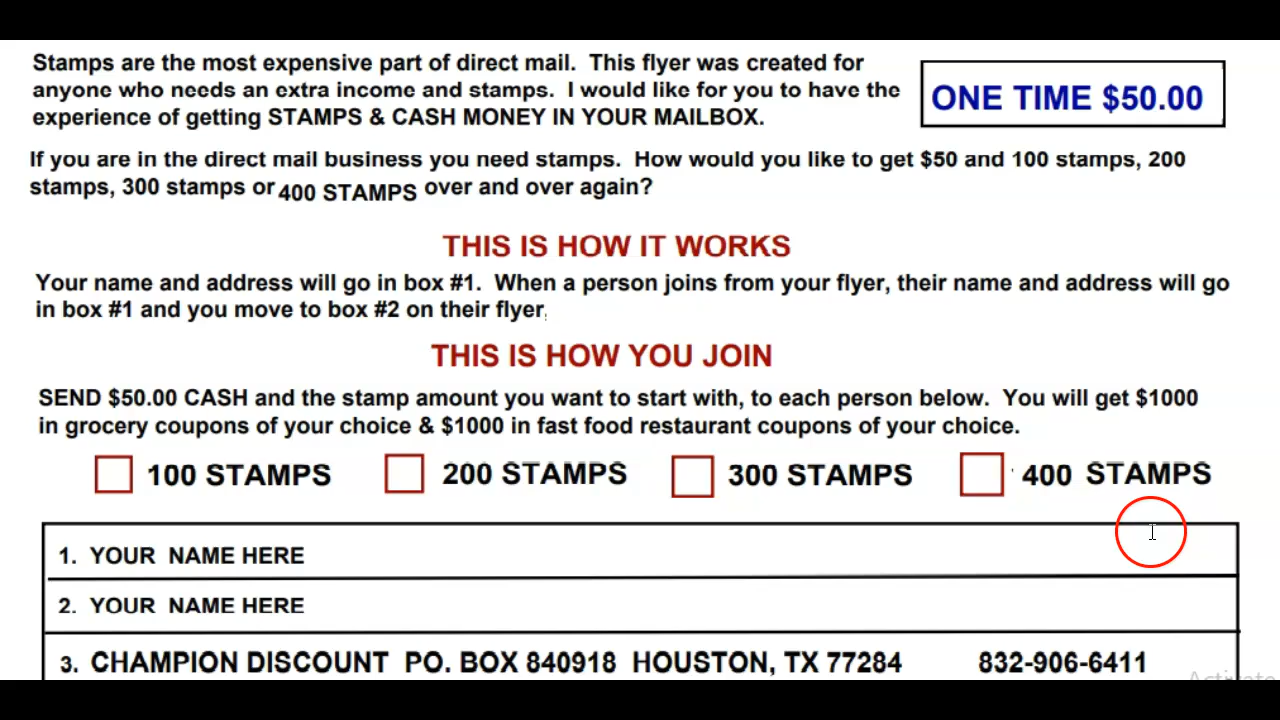 Stamps are the most expensive part of direct mail. This flyer was created for
anyone who needs an extra income and stamps. I would like for you to have the
experience of getting STAMPS & CASH MONEY IN YOUR MAILBOX.
ONE TIME $50.00
If you are in the direct mail business you need stamps. How would you like to get $50 and 100 stamps, 200
stamps, 300 stamps or 400 STAMPS over and over again?
THIS IS HOW IT WORKS
Your name and address will go in box #1. When a person joins from your flyer, their name and address will go
in box #1 and you move to box #2 on their flyer,
THIS IS HOW YOU JOIN
SEND $50.00 CASH and the stamp amount you want to start with, to each person below. You will get $1000
in grocery coupons of your choice & $1000 in fast food restaurant coupons of your choice.
100 STAMPS 200 STAMPS 300 STAMPS 400 STAMPS
1. YOUR NAME HERE
2. YOUR NAME HERE
3. CHAMPION DISCOUNT PO. BOX 840918 HOUSTON, TX 77284 832-906-6411